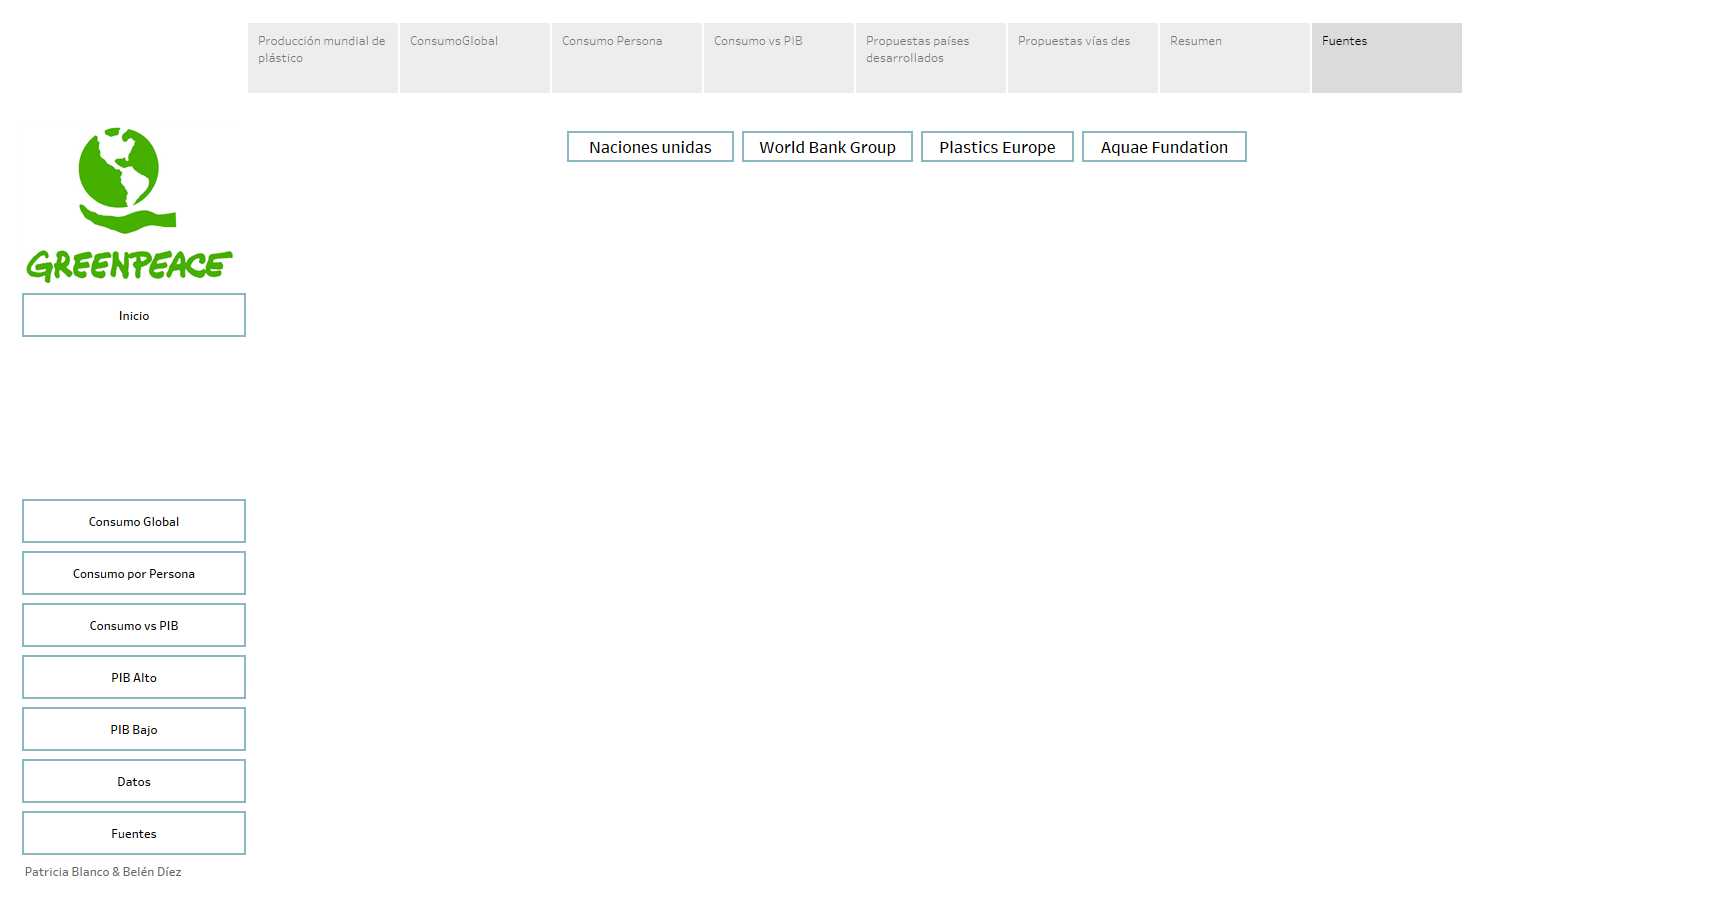 Producción mundial de
plástico
ConsumoGlobal
Consumo Persona
Consumo vs PIB
Propuestas países
desarrollados
Propuestas vías des
Resumen
Fuentes
Naciones unidas
World Bank Group
Plastics Europe
Aquae Fundation
GREENPEACE
Inicio
Consumo Global
Consumo por Persona
Consumo vs PIB
PIB Alto
PIB Bajo
Datos
Fuentes
Patricia Blanco & Belén Díez